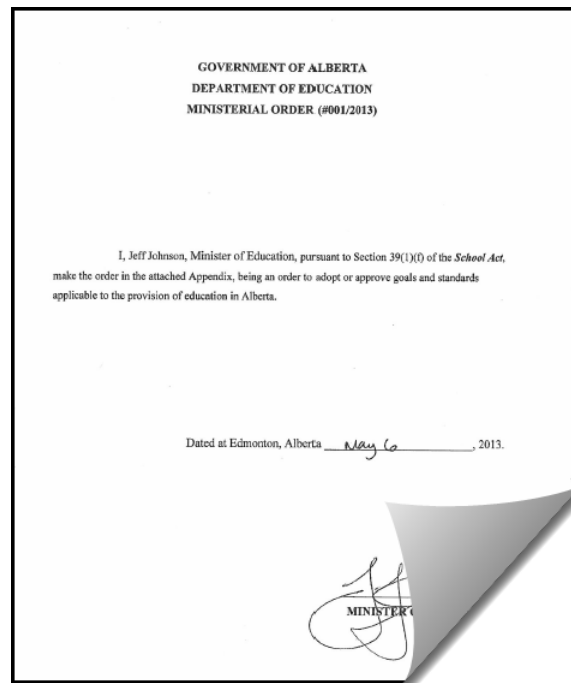 GOVERNMENT OF ALBERTA
DEPARTMENT OF EDUCATION
MINISTERIAL ORDER (#001/2013)
I, Jeff Johnson, Minister of Education, pursuant to Section 39(1)(f) of the School Act,
make the order in the attached Appendix, being an order to adopt or approve goals and standards
applicable to the provision of education in Alberta.
Dated at Edmonton, Alberta May 6, 2013.
MINISTER